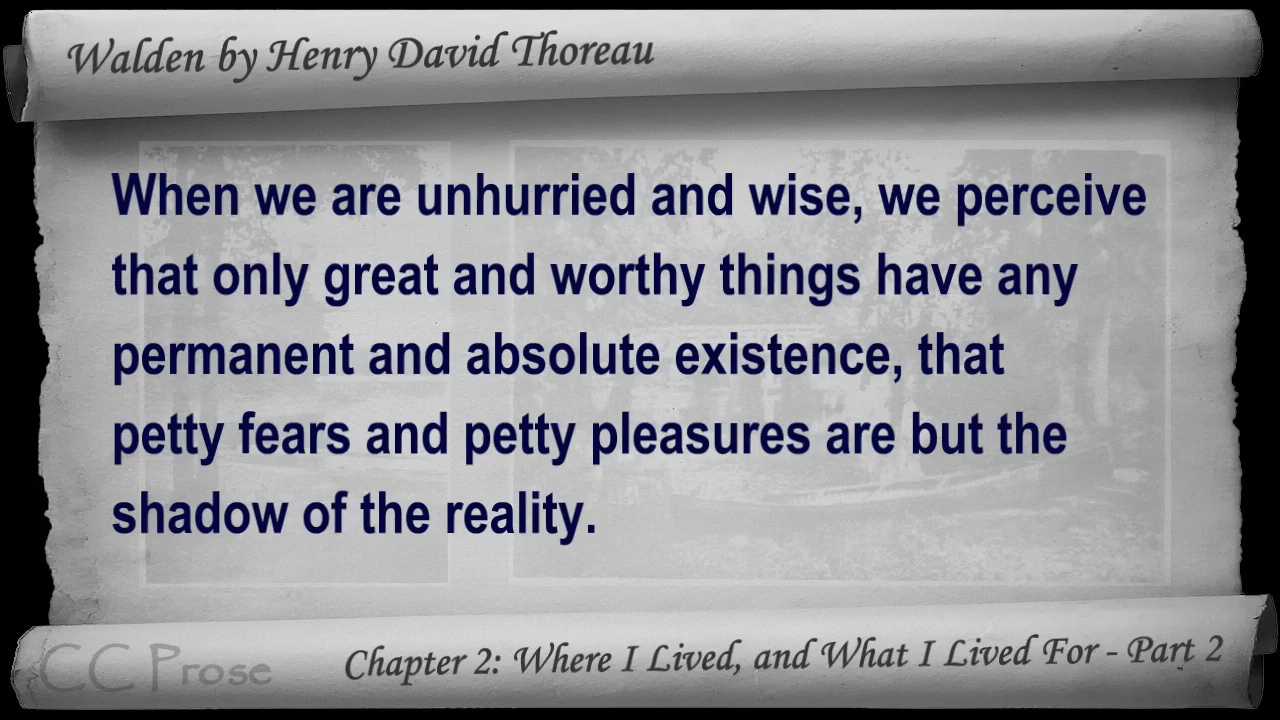 Walden by Henry David Thoreau
When we are unhurried and wise, we perceive
that only great and worthy things have any
permanent and absolute existence, that
petty fears and petty pleasures are but the
shadow of the reality.
CC Prose
Chapter 2: Where I Lived, and What I Lived For - Part 2